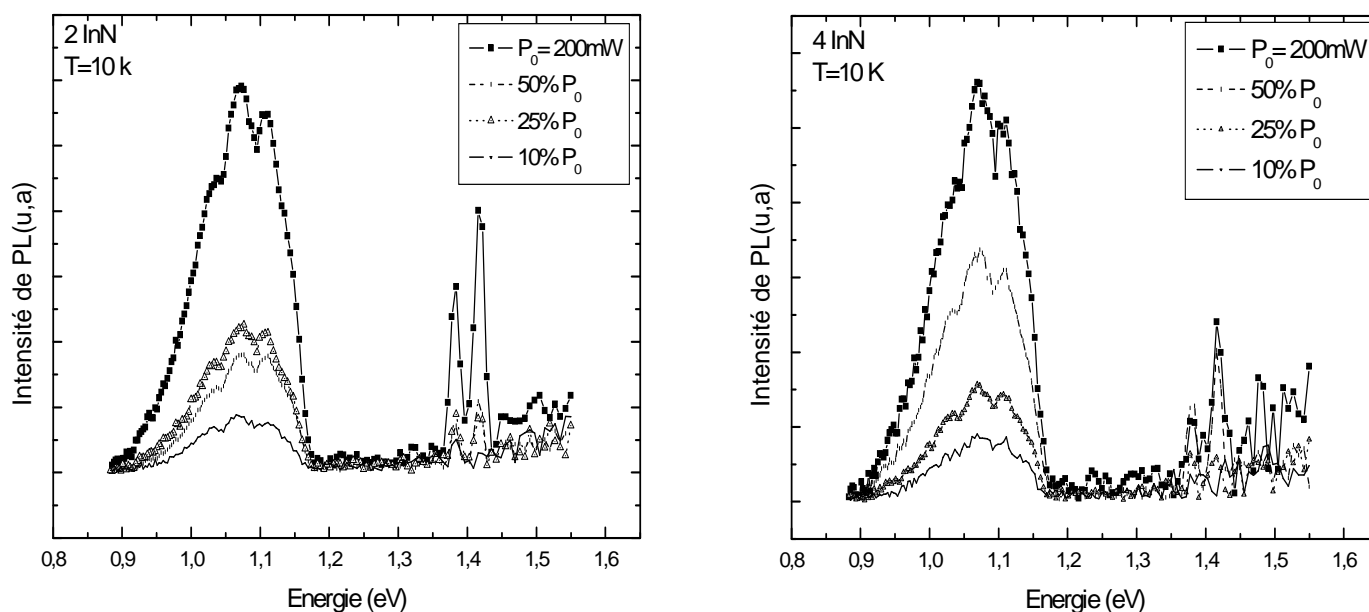 2 InN
T=10 k
P0= 200mW
50% P0
25% P0
10% P0
Intensité de PL(u,a)
0,8 0,9 1,0 1,1 1,2 1,3 1,4 1,5 1,6
Energie (eV)
4 InN
T=10 K
P0= 200mW
50% P0
25% P0
10% P0
Intensité de PL(u,a)
0,8 0,9 1,0 1,1 1,2 1,3 1,4 1,5 1,6
Energie (eV)